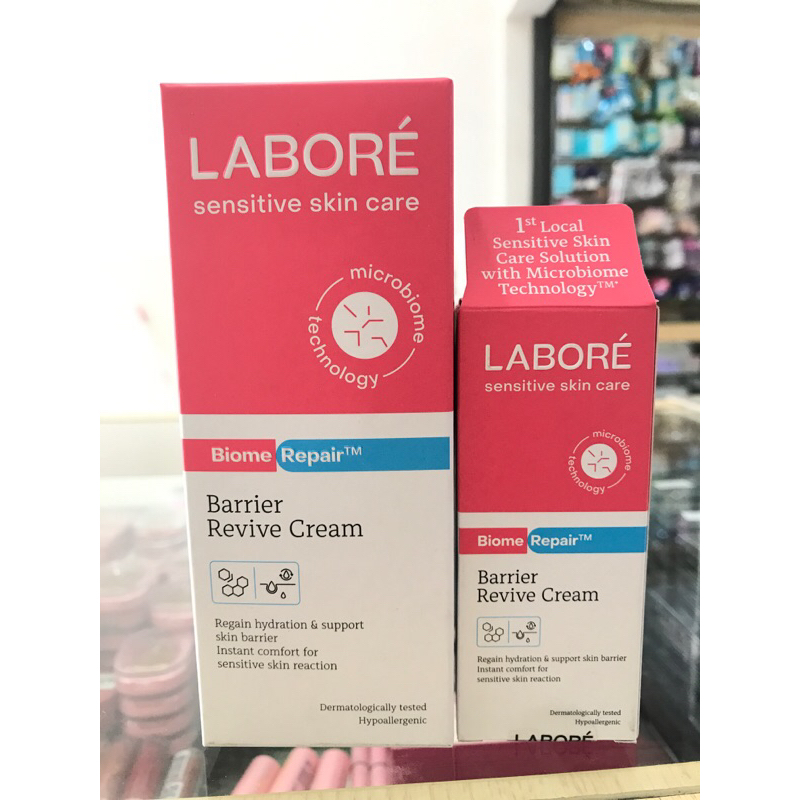 LABORÉ
sensitive skin care
microbiome
technology
Biome Repair™
Barrier
Revive Cream
Regain hydration & support
skin barrier
Instant comfort for
sensitive skin reaction
Dermatologically tested
Hypoallergenic
1st Local
Sensitive Skin
Care Solution
with Microbiome
Technology™*
LABORÉ
sensitive skin care
microbiome
technology
Biome Repair™
Barrier
Revive Cream
Regain hydration & support skin barrier
Instant comfort for
sensitive skin reaction
Dermatologically tested
Hypoallergenic
LABORÉ